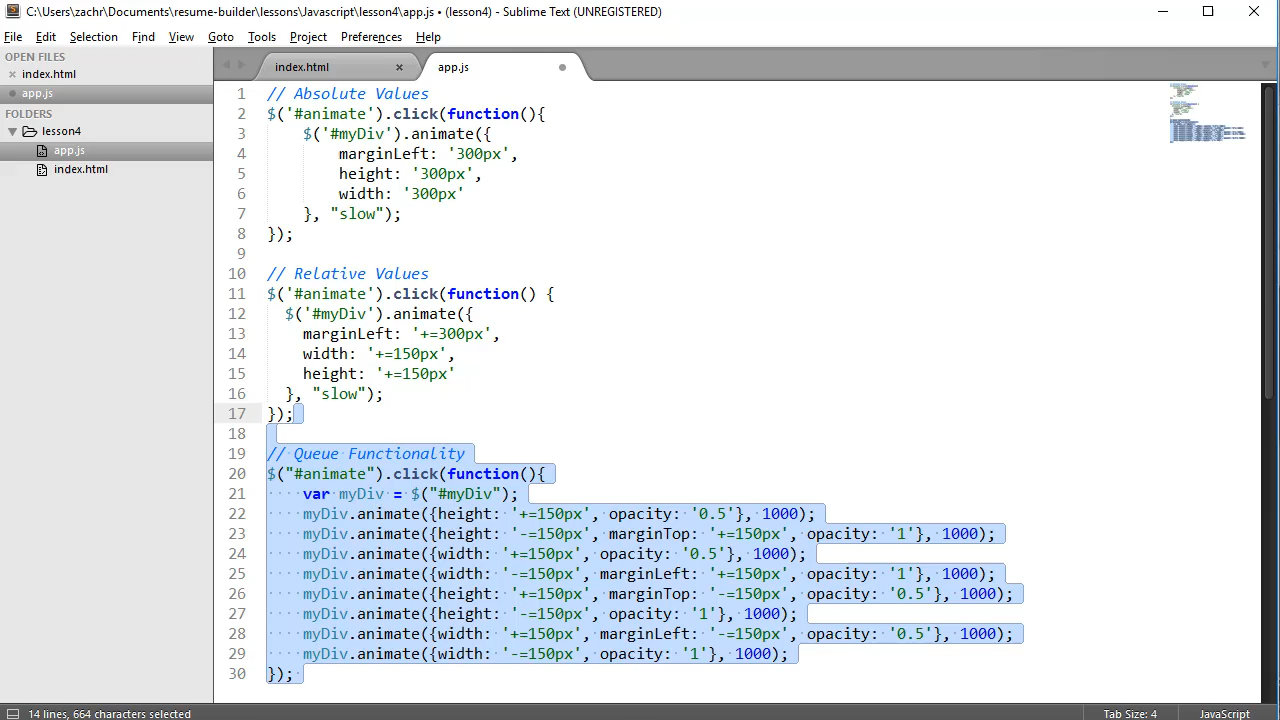 C:\Users\zachr\Documents\resume-builder\lessons\Javascript\lesson4\app.js • (lesson4) - Sublime Text (UNREGISTERED)
File Edit Selection Find View Goto Tools Project Preferences Help
OPEN FILES
index.html
app.js
FOLDERS
lesson4
app.js
index.html
index.html
app.js
1 // Absolute Values
2 $('#animate').click(function(){
3     $('#myDiv').animate({
4         marginLeft: '300px',
5         height: '300px',
6         width: '300px'
7     }, "slow");
8 });
9
10 // Relative Values
11 $('#animate').click(function() {
12   $('#myDiv').animate({
13     marginLeft: '+=300px',
14     width: '+=150px',
15     height: '+=150px'
16   }, "slow");
17 });
18
19 // Queue Functionality
20 $("#animate").click(function(){
21     var myDiv = $("#myDiv");
22     myDiv.animate({height: '+=150px', opacity: '0.5'}, 1000);
23     myDiv.animate({height: '-=150px', marginTop: '+=150px', opacity: '1'}, 1000);
24     myDiv.animate({width: '+=150px', opacity: '0.5'}, 1000);
25     myDiv.animate({width: '-=150px', marginLeft: '+=150px', opacity: '1'}, 1000);
26     myDiv.animate({height: '+=150px', marginTop: '-=150px', opacity: '0.5'}, 1000);
27     myDiv.animate({height: '-=150px', opacity: '1'}, 1000);
28     myDiv.animate({width: '+=150px', marginLeft: '-=150px', opacity: '0.5'}, 1000);
29     myDiv.animate({width: '-=150px', opacity: '1'}, 1000);
30 });
14 lines, 664 characters selected
Tab Size: 4
JavaScript